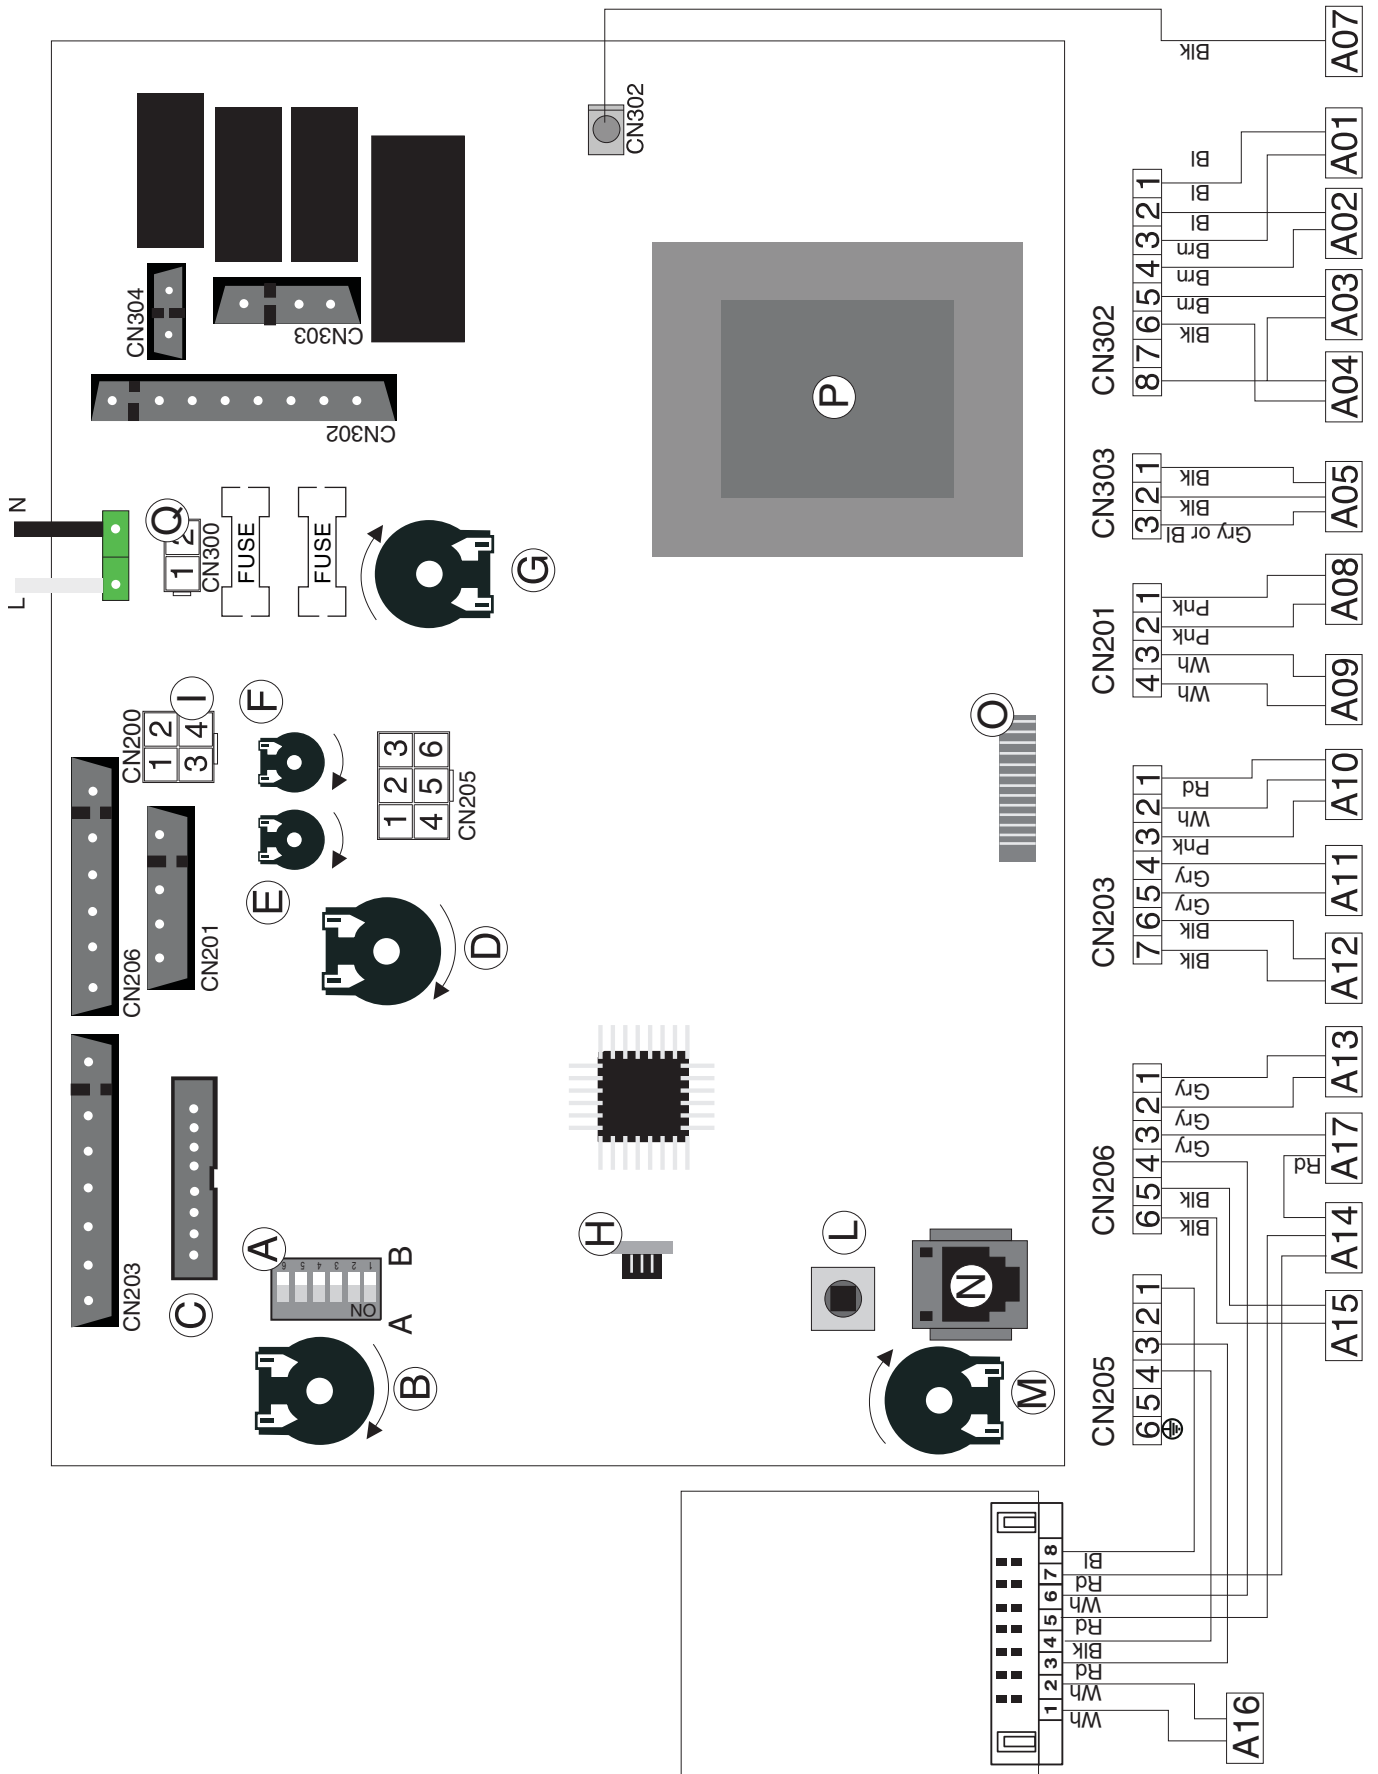 L
N
A07
Blk
CN302
CN304
CN303
CN302
Q
1 2
CN300
FUSE
FUSE
G
P
CN200
1 2
3 4
I
F
E
1 2 3
4 5 6
CN205
D
O
CN206
CN201
CN203
C
A
1 2 3 4 5 6
ON
A B
B
H
L
N
M
CN302
8 7 6 5 4 3 2 1
Bl
Bl
Bl
Brn
Brn
Brn
Blk
A04 A03 A02 A01
CN303
3 2 1
Blk
Blk
Gry or Bl
A05
CN201
4 3 2 1
Pnk
Pnk
Wh
Wh
A09 A08
CN203
7 6 5 4 3 2 1
Rd
Wh
Pnk
Gry
Gry
Blk
Blk
A12 A11 A10
CN206
6 5 4 3 2 1
Gry
Gry
Gry
Blk
Blk
Rd
A15 A14 A17 A13
CN205
6 5 4 3 2 1
1 2 3 4 5 6 7 8
Wh
Wh
Rd
Blk
Rd
Wh
Rd
Bl
A16